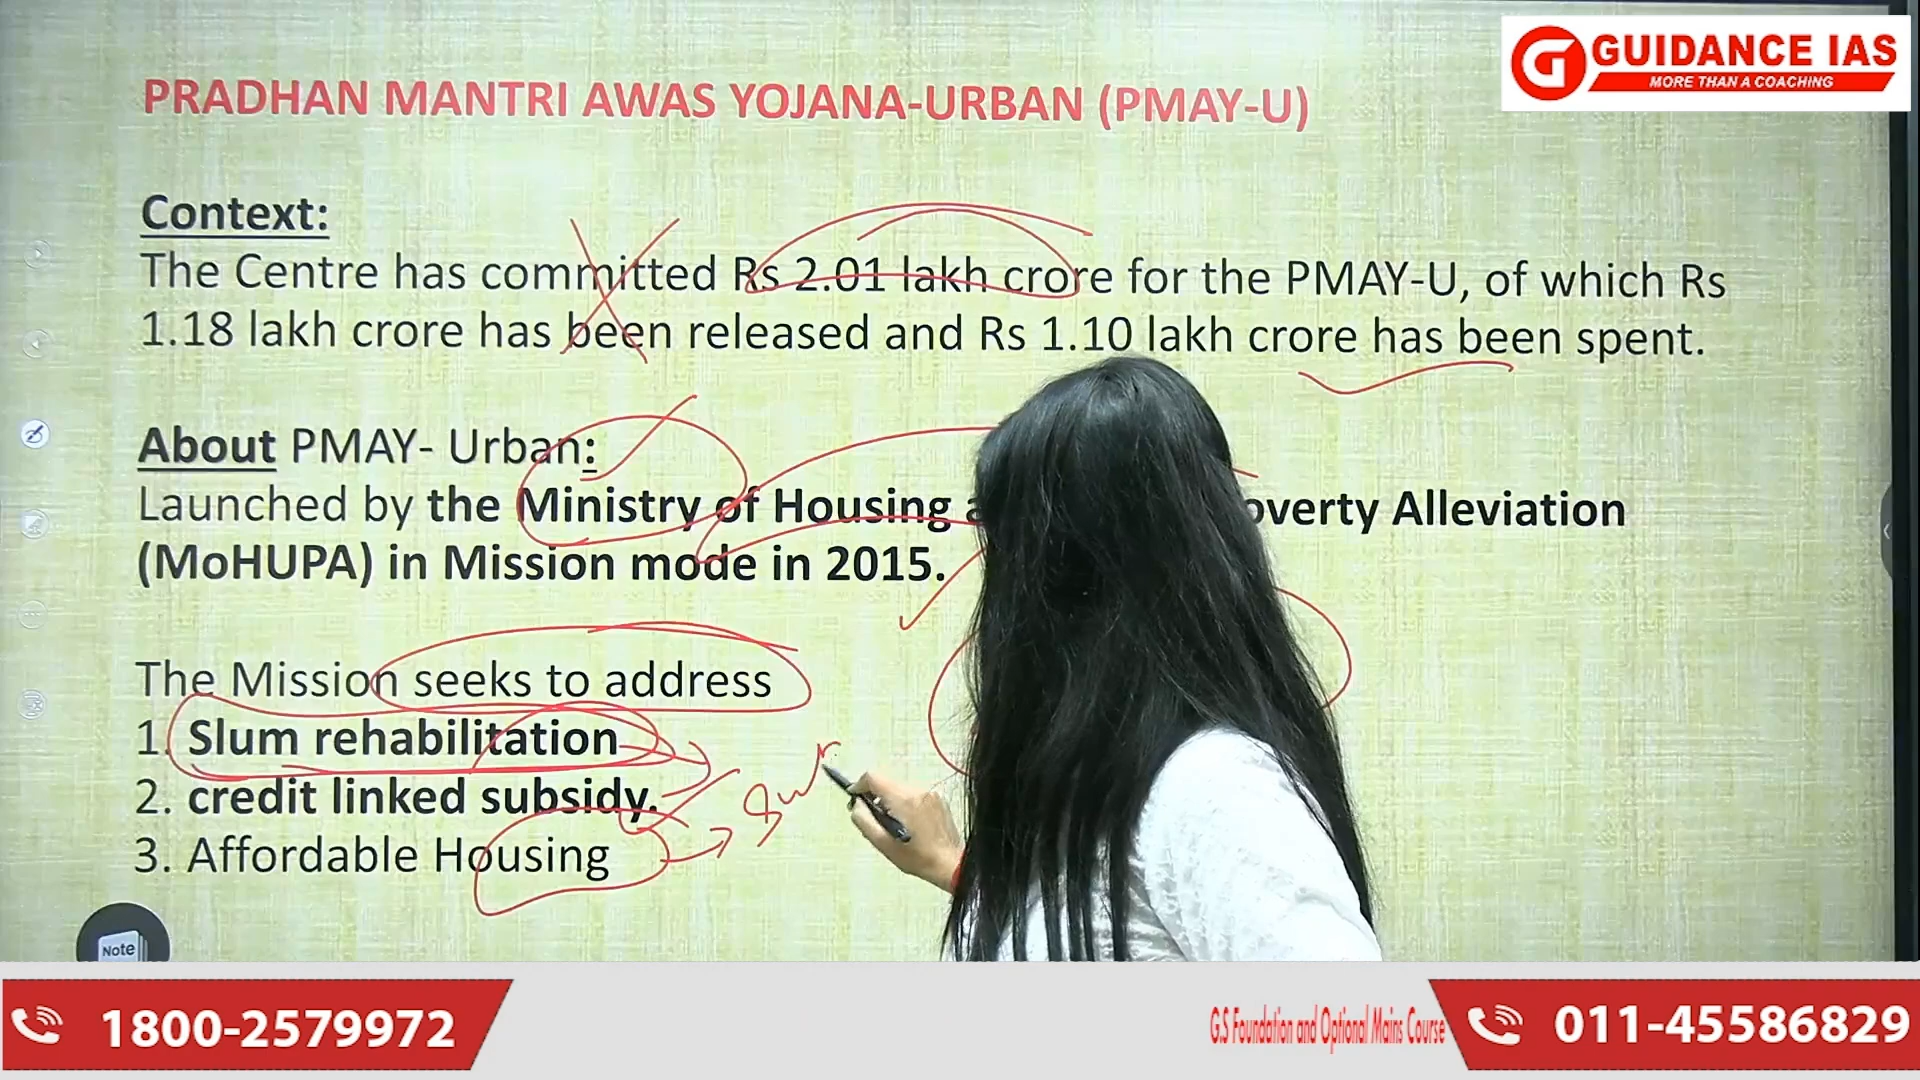 GUIDANCE IAS
MORE THAN A COACHING
PRADHAN MANTRI AWAS YOJANA-URBAN (PMAY-U)
Context:
The Centre has committed Rs 2.01 lakh crore for the PMAY-U, of which Rs
1.18 lakh crore has been released and Rs 1.10 lakh crore has been spent.
About PMAY- Urban:
Launched by the Ministry of Housing overty Alleviation
(MoHUPA) in Mission mode in 2015.
The Mission seeks to address
1. Slum rehabilitation
2. credit linked subsidy.
3. Affordable Housing
Note
1800-2579972
GS Foundation and Optional Mains Course
011-45586829